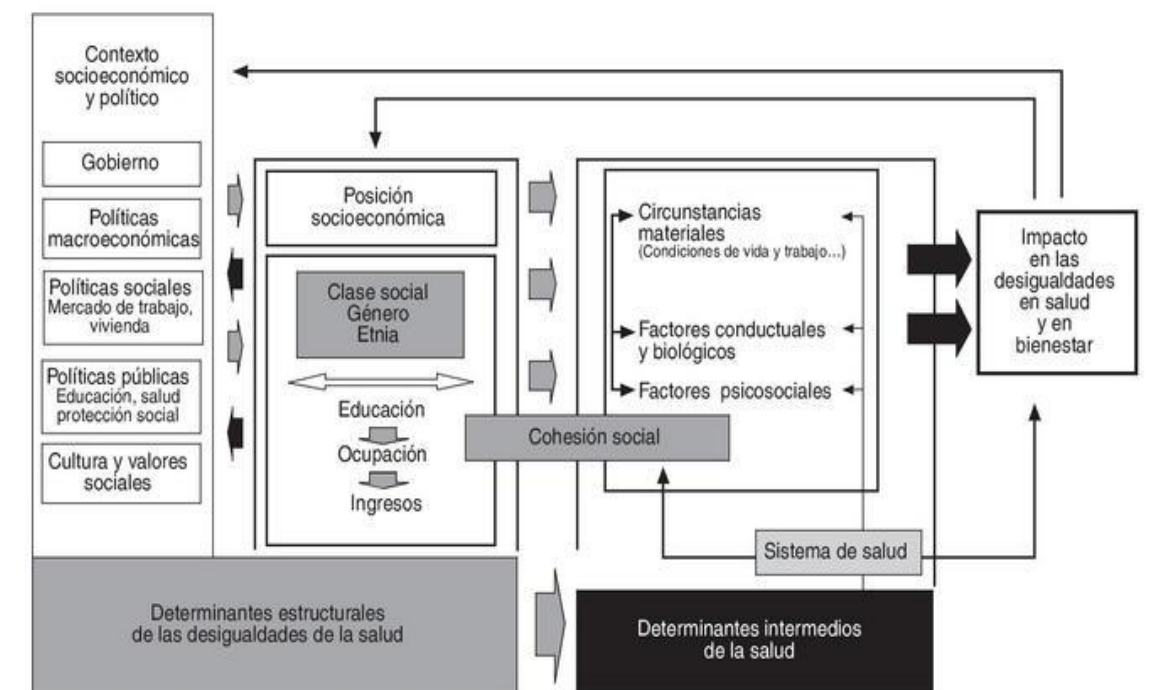 Contexto
socioeconómico
y político
Gobierno
Políticas
macroeconómicas
Políticas sociales
Mercado de trabajo,
vivienda
Políticas públicas
Educación, salud
protección social
Cultura y valores
sociales
Posición
socioeconómica
Clase social
Género
Etnia
Educación
Ocupación
Ingresos
Cohesión social
Circunstancias
materiales
(Condiciones de vida y trabajo...)
Factores conductuales
y biológicos
Factores psicosociales
Sistema de salud
Impacto
en las
desigualdades
en salud
y en
bienestar
Determinantes estructurales
de las desigualdades de la salud
Determinantes intermedios
de la salud